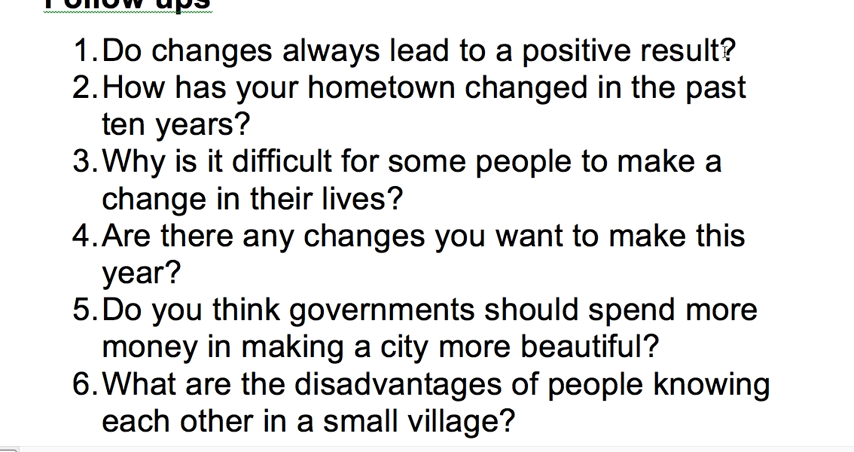 Follow ups
1. Do changes always lead to a positive result?
2. How has your hometown changed in the past
ten years?
3. Why is it difficult for some people to make a
change in their lives?
4. Are there any changes you want to make this
year?
5. Do you think governments should spend more
money in making a city more beautiful?
6. What are the disadvantages of people knowing
each other in a small village?